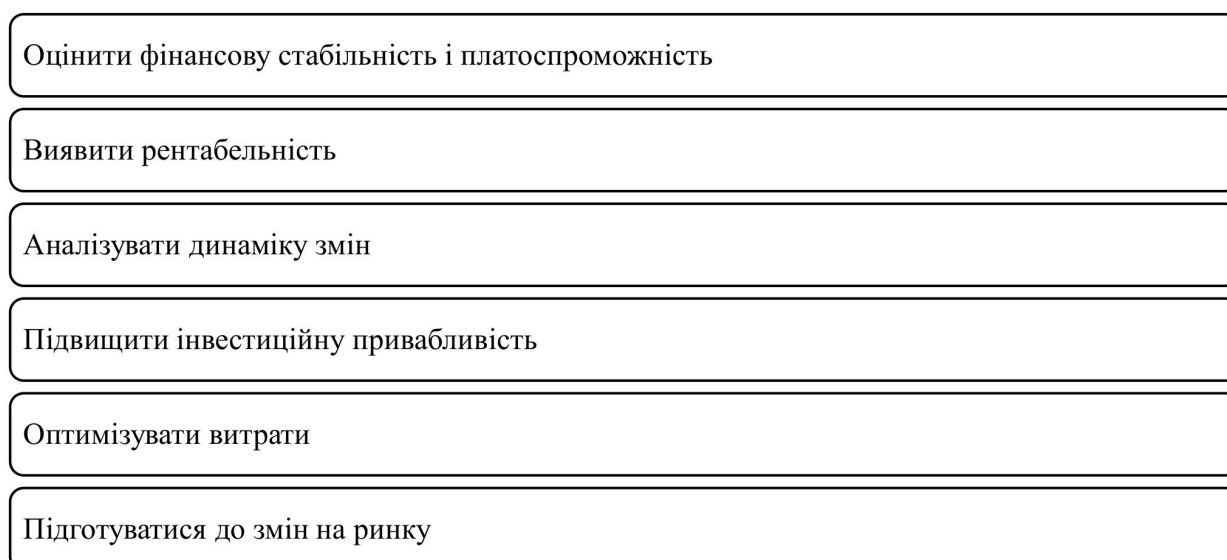 Оцінити фінансову стабільність і платоспроможність
Виявити рентабельність
Аналізувати динаміку змін
Підвищити інвестиційну привабливість
Оптимізувати витрати
Підготуватися до змін на ринку